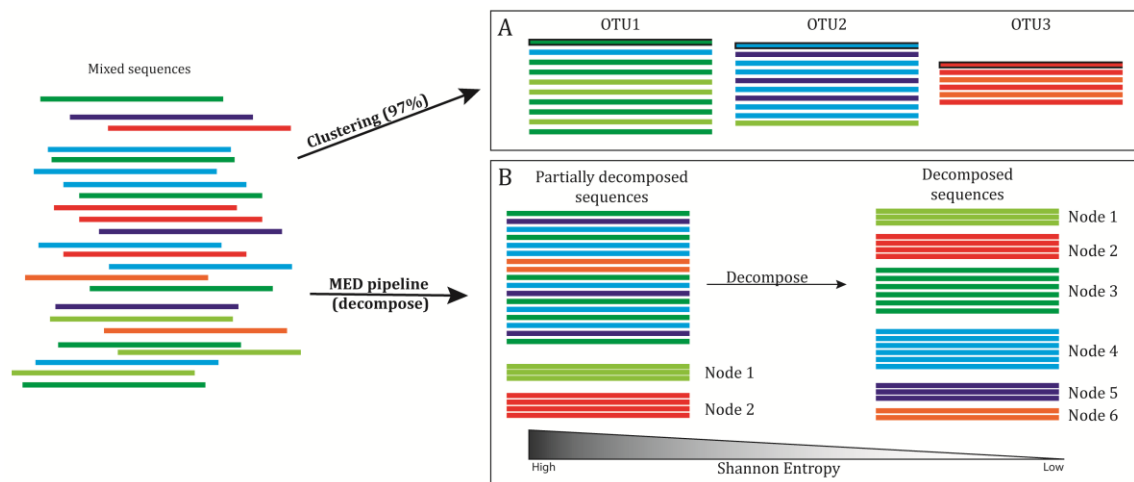 Mixed sequences
Clustering (97%)
MED pipeline
(decompose)
A
OTU1
OTU2
OTU3
B
Partially decomposed
sequences
Decomposed
sequences
Decompose
Node 1
Node 2
Node 1
Node 2
Node 3
Node 4
Node 5
Node 6
High
Shannon Entropy
Low